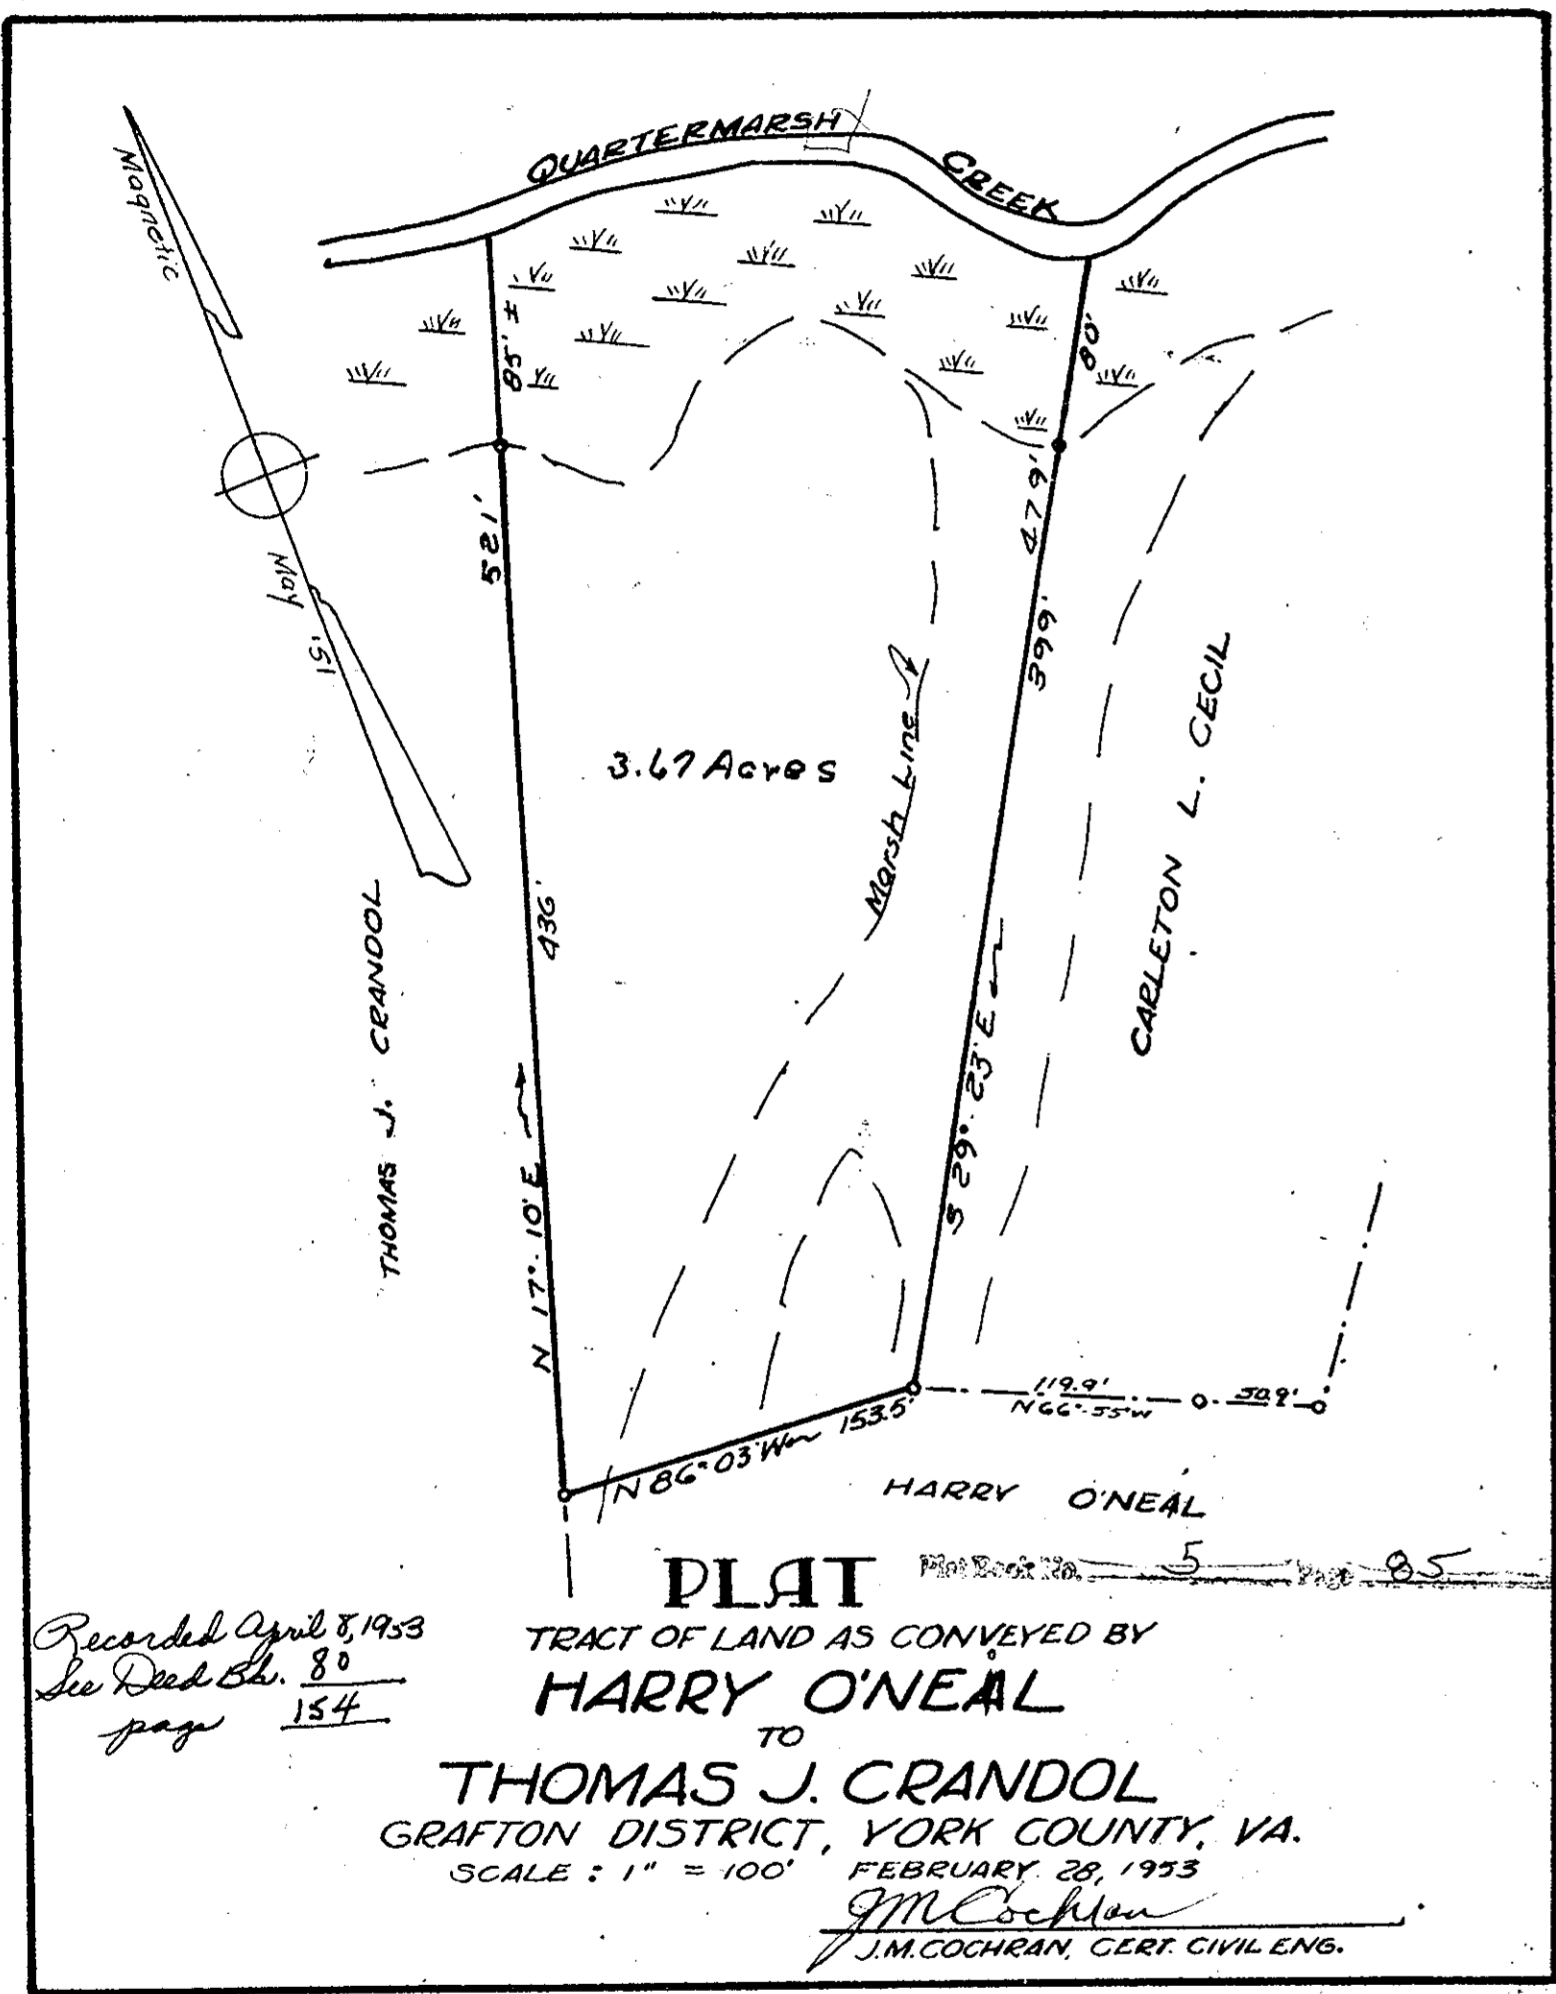 QUARTERMARSH CREEK
Magnetic
May '51
85' ±
521'
436'
N 17°-10' E
80'
479'
399'
S 29°-23' E
3.67 Acres
Marsh Line
THOMAS J. CRANDOL
CARLETON L. CECIL
N 86°-03' W 153.5'
119.9'
N 66°-55' W
50.9'
HARRY O'NEAL
Plat Book No. 5 Page 85
PLAT
TRACT OF LAND AS CONVEYED BY
HARRY O'NEAL
TO
THOMAS J. CRANDOL
GRAFTON DISTRICT, YORK COUNTY, VA.
SCALE : 1" = 100' FEBRUARY 28, 1953
JM Cochran
J.M. COCHRAN, CERT. CIVIL ENG.
Recorded April 8, 1953
See Deed Bk. 80
page 154